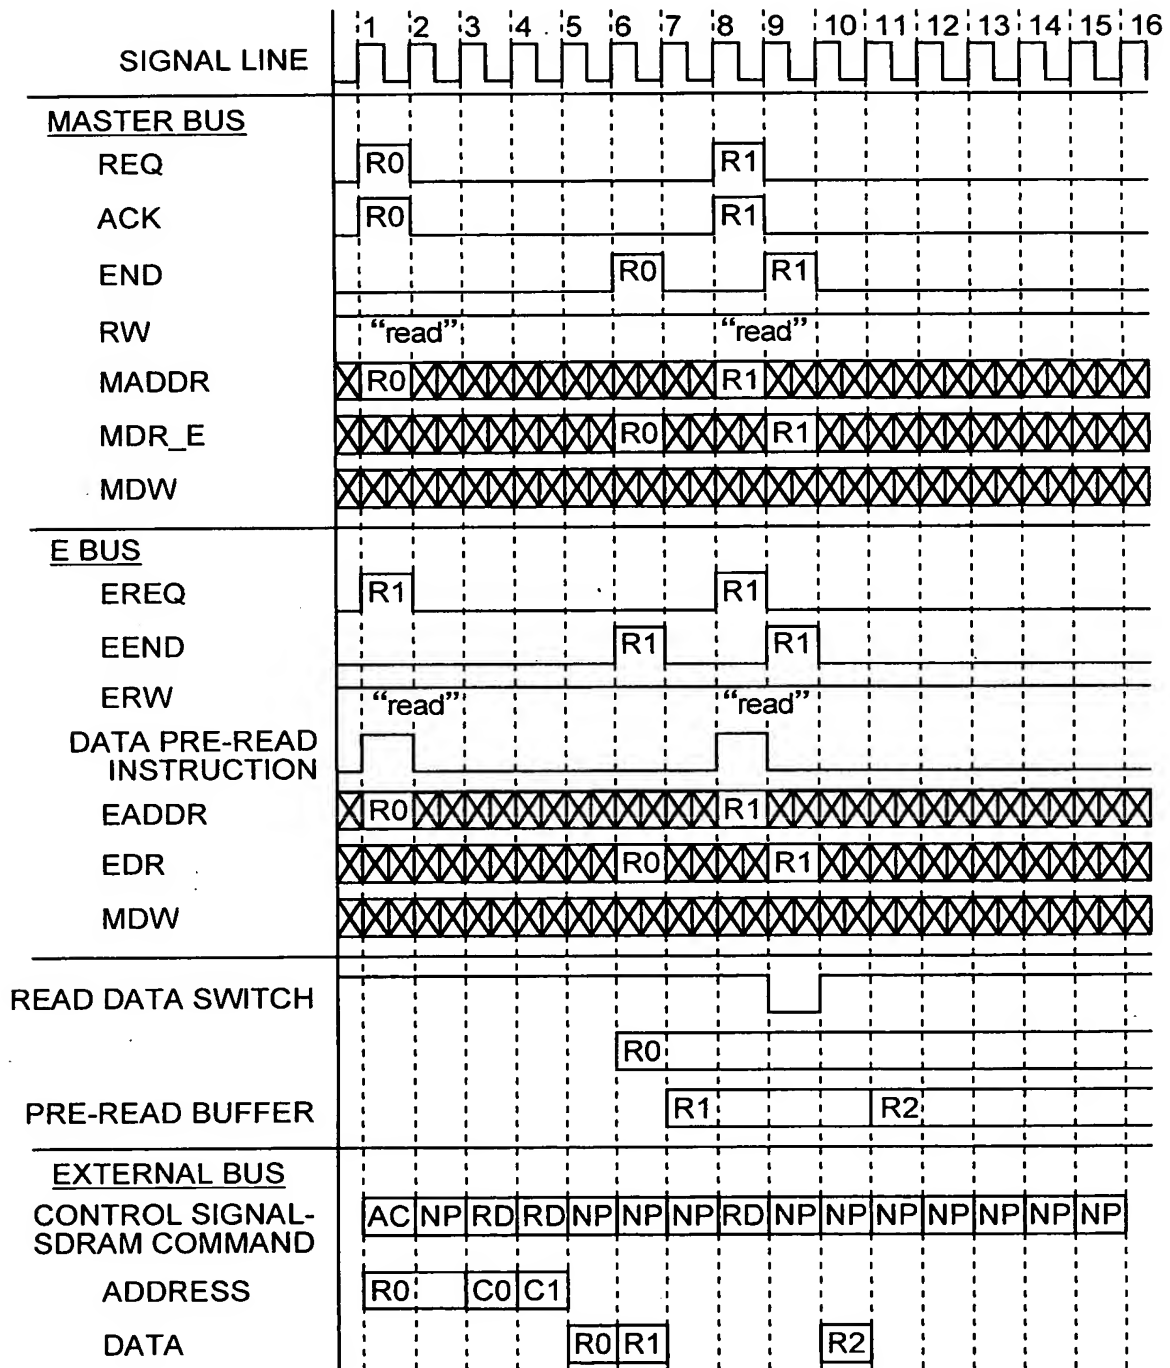 1 2 3 4 5 6 7 8 9 10 11 12 13 14 15 16
SIGNAL LINE
MASTER BUS
REQ R0 R1
ACK R0 R1
END R0 R1
RW “read” “read”
MADDR R0 R1
MDR_E R0 R1
MDW
E BUS
EREQ R1 R1
EEND R1 R1
ERW “read” “read”
DATA PRE-READ
INSTRUCTION
EADDR R0 R1
EDR R0 R1
MDW
READ DATA SWITCH
R0
PRE-READ BUFFER R1 R2
EXTERNAL BUS
CONTROL SIGNAL-
SDRAM COMMAND
AC NP RD RD NP NP NP RD NP NP NP NP NP NP NP
ADDRESS R0 C0 C1
DATA R0 R1 R2